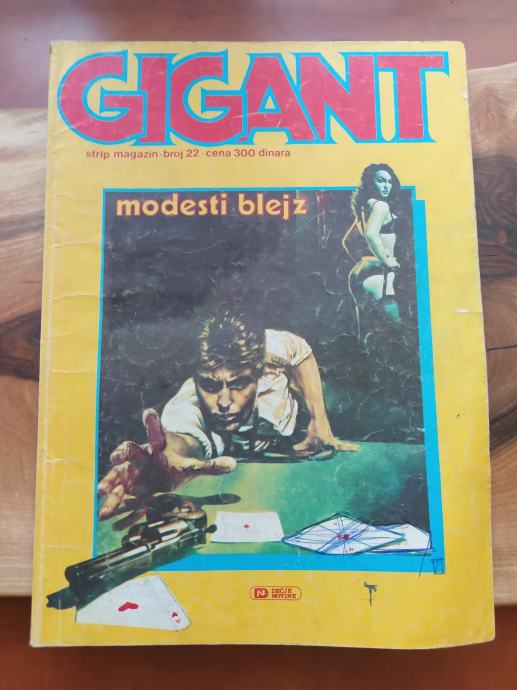 GIGANT
strip magazin · broj 22 · cena 300 dinara
modesti blejz
DEČJE
NOVINE